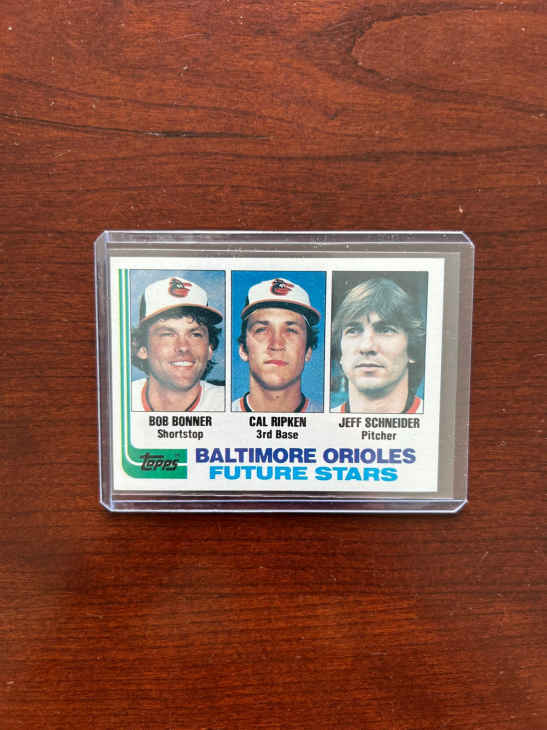 BOB BONNER
Shortstop
CAL RIPKEN
3rd Base
JEFF SCHNEIDER
Pitcher
Topps
BALTIMORE ORIOLES
FUTURE STARS